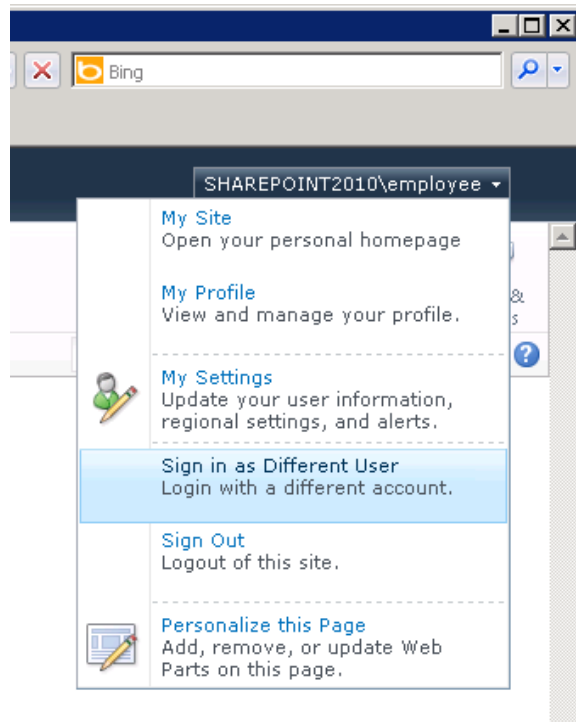 Bing
SHAREPOINT2010\employee
My Site
Open your personal homepage
My Profile
View and manage your profile.
&
s
My Settings
Update your user information,
regional settings, and alerts.
Sign in as Different User
Login with a different account.
Sign Out
Logout of this site.
Personalize this Page
Add, remove, or update Web
Parts on this page.